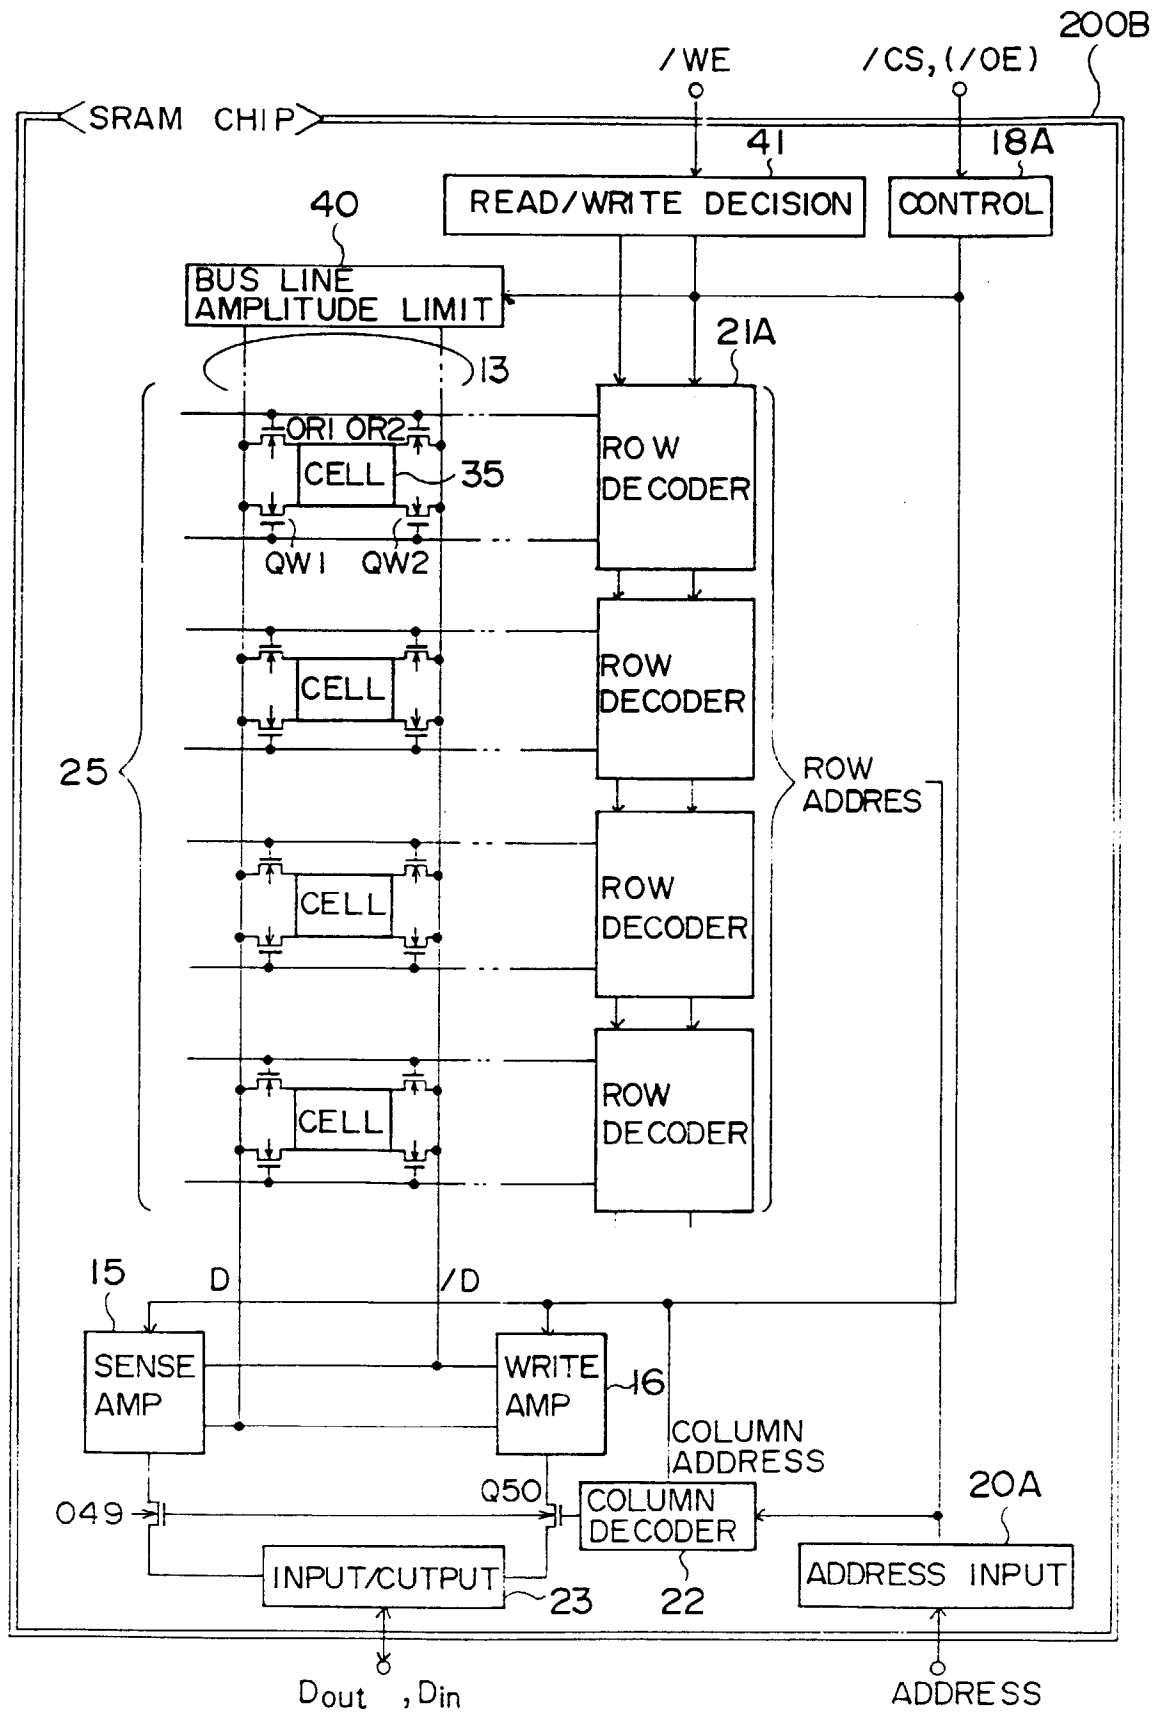 200B
/WE
/CS, (/OE)
SRAM CHIP
41
18A
READ/WRITE DECISION
CONTROL
40
BUS LINE
AMPLITUDE LIMIT
21A
13
OR1 OR2
CELL
35
ROW
DECODER
QW1
QW2
CELL
ROW
DECODER
25
ROW
ADDRES
CELL
ROW
DECODER
CELL
ROW
DECODER
15
D
/D
SENSE
AMP
WRITE
AMP
16
COLUMN
ADDRESS
Q50
O49
COLUMN
DECODER
20A
INPUT/CUTPUT
23
22
ADDRESS INPUT
Dout , Din
ADDRESS